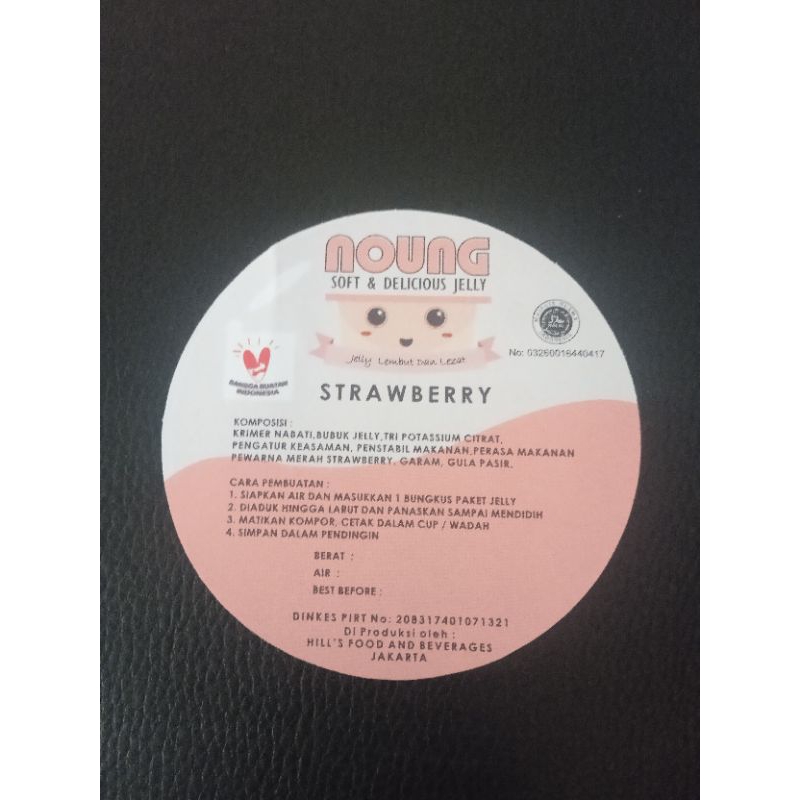 NOUNG
SOFT & DELICIOUS JELLY
Jelly Lembut Dan Lezat
No: 03260016440417
BANGGA BUATAN
INDONESIA
STRAWBERRY
KOMPOSISI :
KRIMER NABATI,BUBUK JELLY,TRI POTASSIUM CITRAT,
PENGATUR KEASAMAN, PENSTABIL MAKANAN,PERASA MAKANAN
PEWARNA MERAH STRAWBERRY, GARAM, GULA PASIR.
CARA PEMBUATAN :
1. SIAPKAN AIR DAN MASUKKAN 1 BUNGKUS PAKET JELLY
2. DIADUK HINGGA LARUT DAN PANASKAN SAMPAI MENDIDIH
3. MATIKAN KOMPOR, CETAK DALAM CUP / WADAH
4. SIMPAN DALAM PENDINGIN
BERAT :
AIR :
BEST BEFORE :
DINKES PIRT No: 208317401071321
Di Produksi oleh :
HILL'S FOOD AND BEVERAGES
JAKARTA